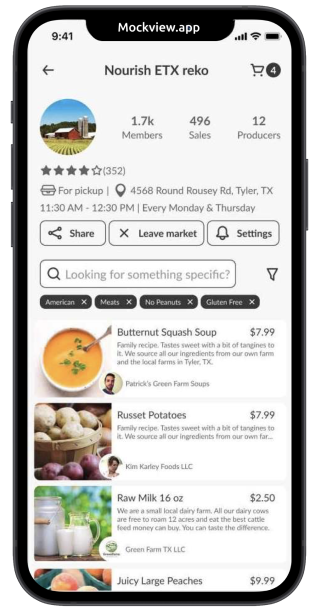 Mockview.app
9:41
Nourish ETX reko
4
1.7k
496
12
Members
Sales
Producers
(352)
For pickup | 4568 Round Rousey Rd, Tyler, TX
11:30 AM - 12:30 PM | Every Monday & Thursday
Share
Leave market
Settings
Looking for something specific?
American X
Meats X
No Peanuts X
Gluten Free X
Butternut Squash Soup $7.99
Family recipe. Tastes sweet with a bit of tangines to
it. We source all our ingredients from our own farm
and the local farms in Tyler, TX.
Patrick's Green Farm Soups
Russet Potatoes $7.99
Family recipe. Tastes sweet with a bit of tangines to
it. We source all our ingredients from our own far...
Kim Karley Foods LLC
Raw Milk 16 oz $2.50
We are a small local dairy farm. All our dairy cows
are free to roam 12 acres and eat the best cattle
feed money can buy. You can taste the difference.
Green Farm TX LLC
Juicy Large Peaches $9.99